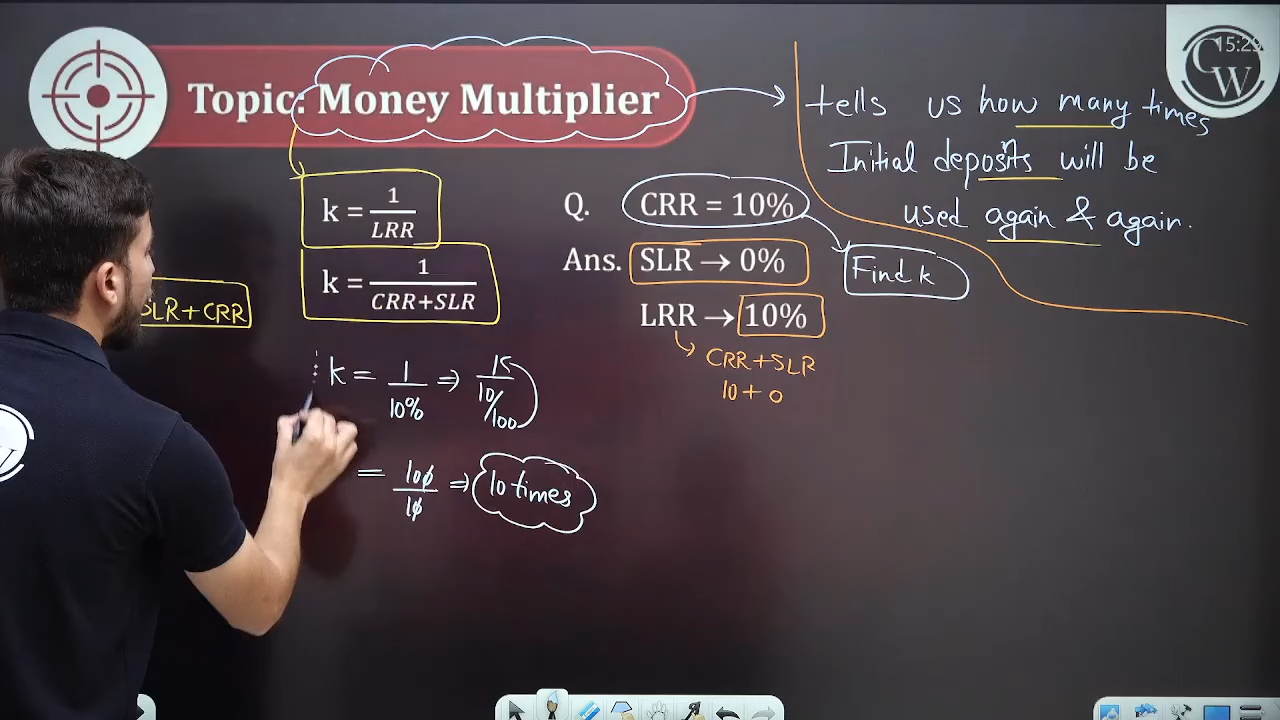 Topic: Money Multiplier
15:29
CW
tells us how many times
Initial deposits will be
used again & again.
k = 1/LRR
k = 1/CRR+SLR
SLR+CRR
Q. CRR = 10%
Find k
Ans. SLR → 0%
LRR → 10%
CRR+SLR
10 + 0
k = 1/10% ⇒ 1/10/100
= 100/10 ⇒ 10 times